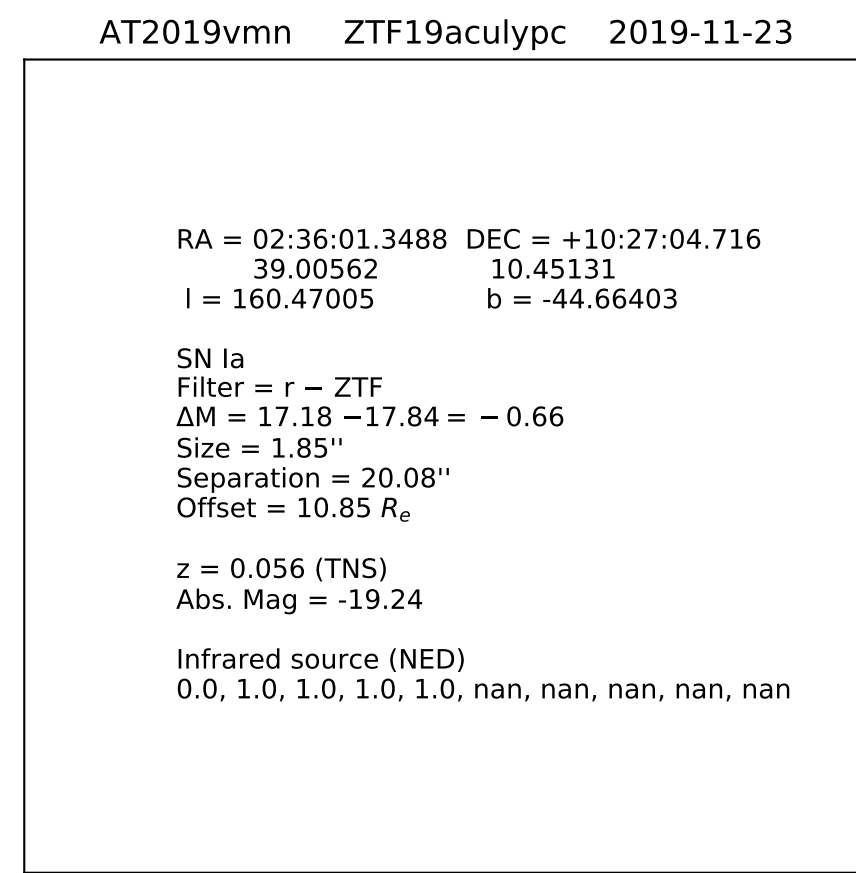 AT2019vmn ZTF19aculypc 2019-11-23
RA = 02:36:01.3488 DEC = +10:27:04.716
39.00562 10.45131
l = 160.47005 b = -44.66403
SN Ia
Filter = r − ZTF
ΔM = 17.18 −17.84 = − 0.66
Size = 1.85''
Separation = 20.08''
Offset = 10.85 Rₑ
z = 0.056 (TNS)
Abs. Mag = -19.24
Infrared source (NED)
0.0, 1.0, 1.0, 1.0, 1.0, nan, nan, nan, nan, nan